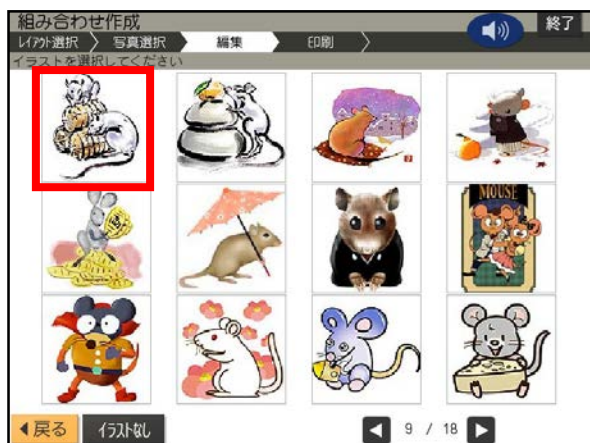 組み合わせ作成
終了
レイアウト選択 〉 写真選択 編集 印刷 〉
イラストを選択してください
MOUSE
戻る イラストなし 9 / 18